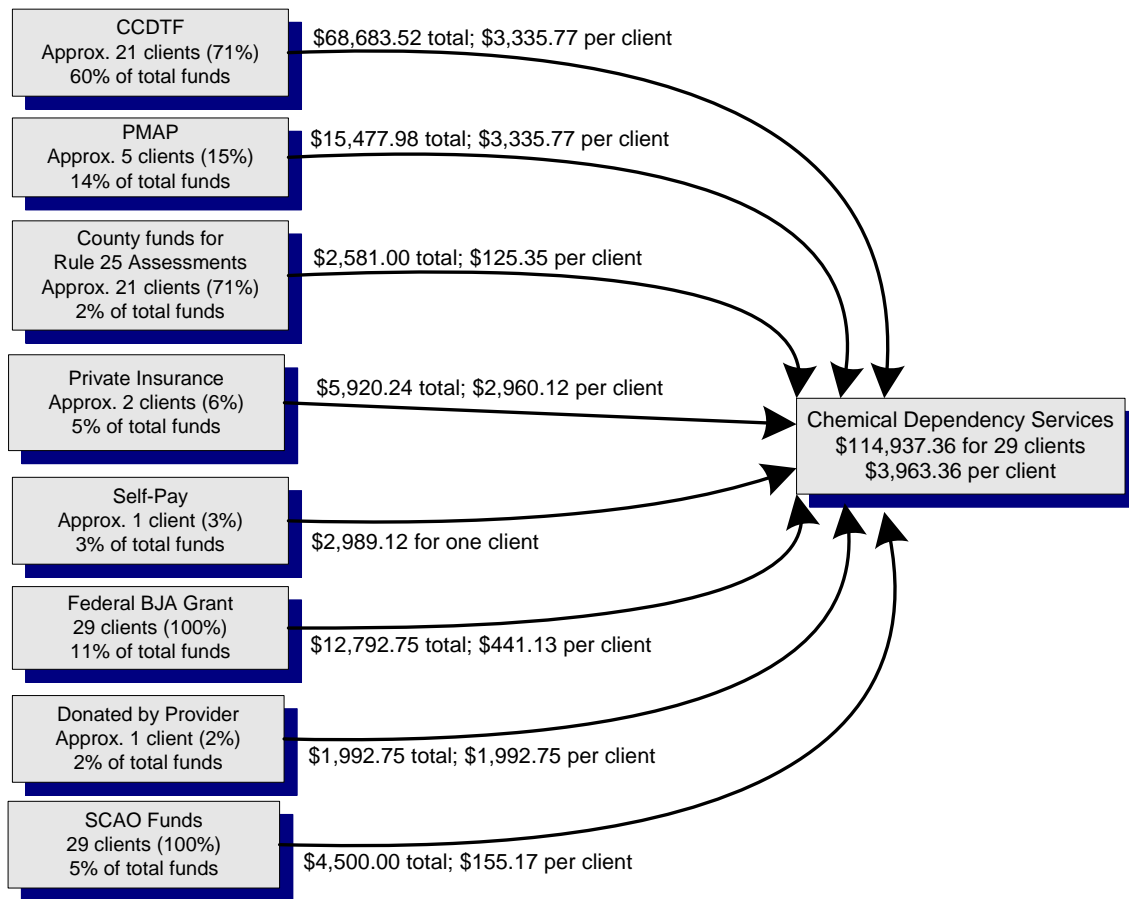 CCDTF
Approx. 21 clients (71%)
60% of total funds
$68,683.52 total; $3,335.77 per client
PMAP
Approx. 5 clients (15%)
14% of total funds
$15,477.98 total; $3,335.77 per client
County funds for
Rule 25 Assessments
Approx. 21 clients (71%)
2% of total funds
$2,581.00 total; $125.35 per client
Private Insurance
Approx. 2 clients (6%)
5% of total funds
$5,920.24 total; $2,960.12 per client
Self-Pay
Approx. 1 client (3%)
3% of total funds
$2,989.12 for one client
Federal BJA Grant
29 clients (100%)
11% of total funds
$12,792.75 total; $441.13 per client
Donated by Provider
Approx. 1 client (2%)
2% of total funds
$1,992.75 total; $1,992.75 per client
SCAO Funds
29 clients (100%)
5% of total funds
$4,500.00 total; $155.17 per client
Chemical Dependency Services
$114,937.36 for 29 clients
$3,963.36 per client